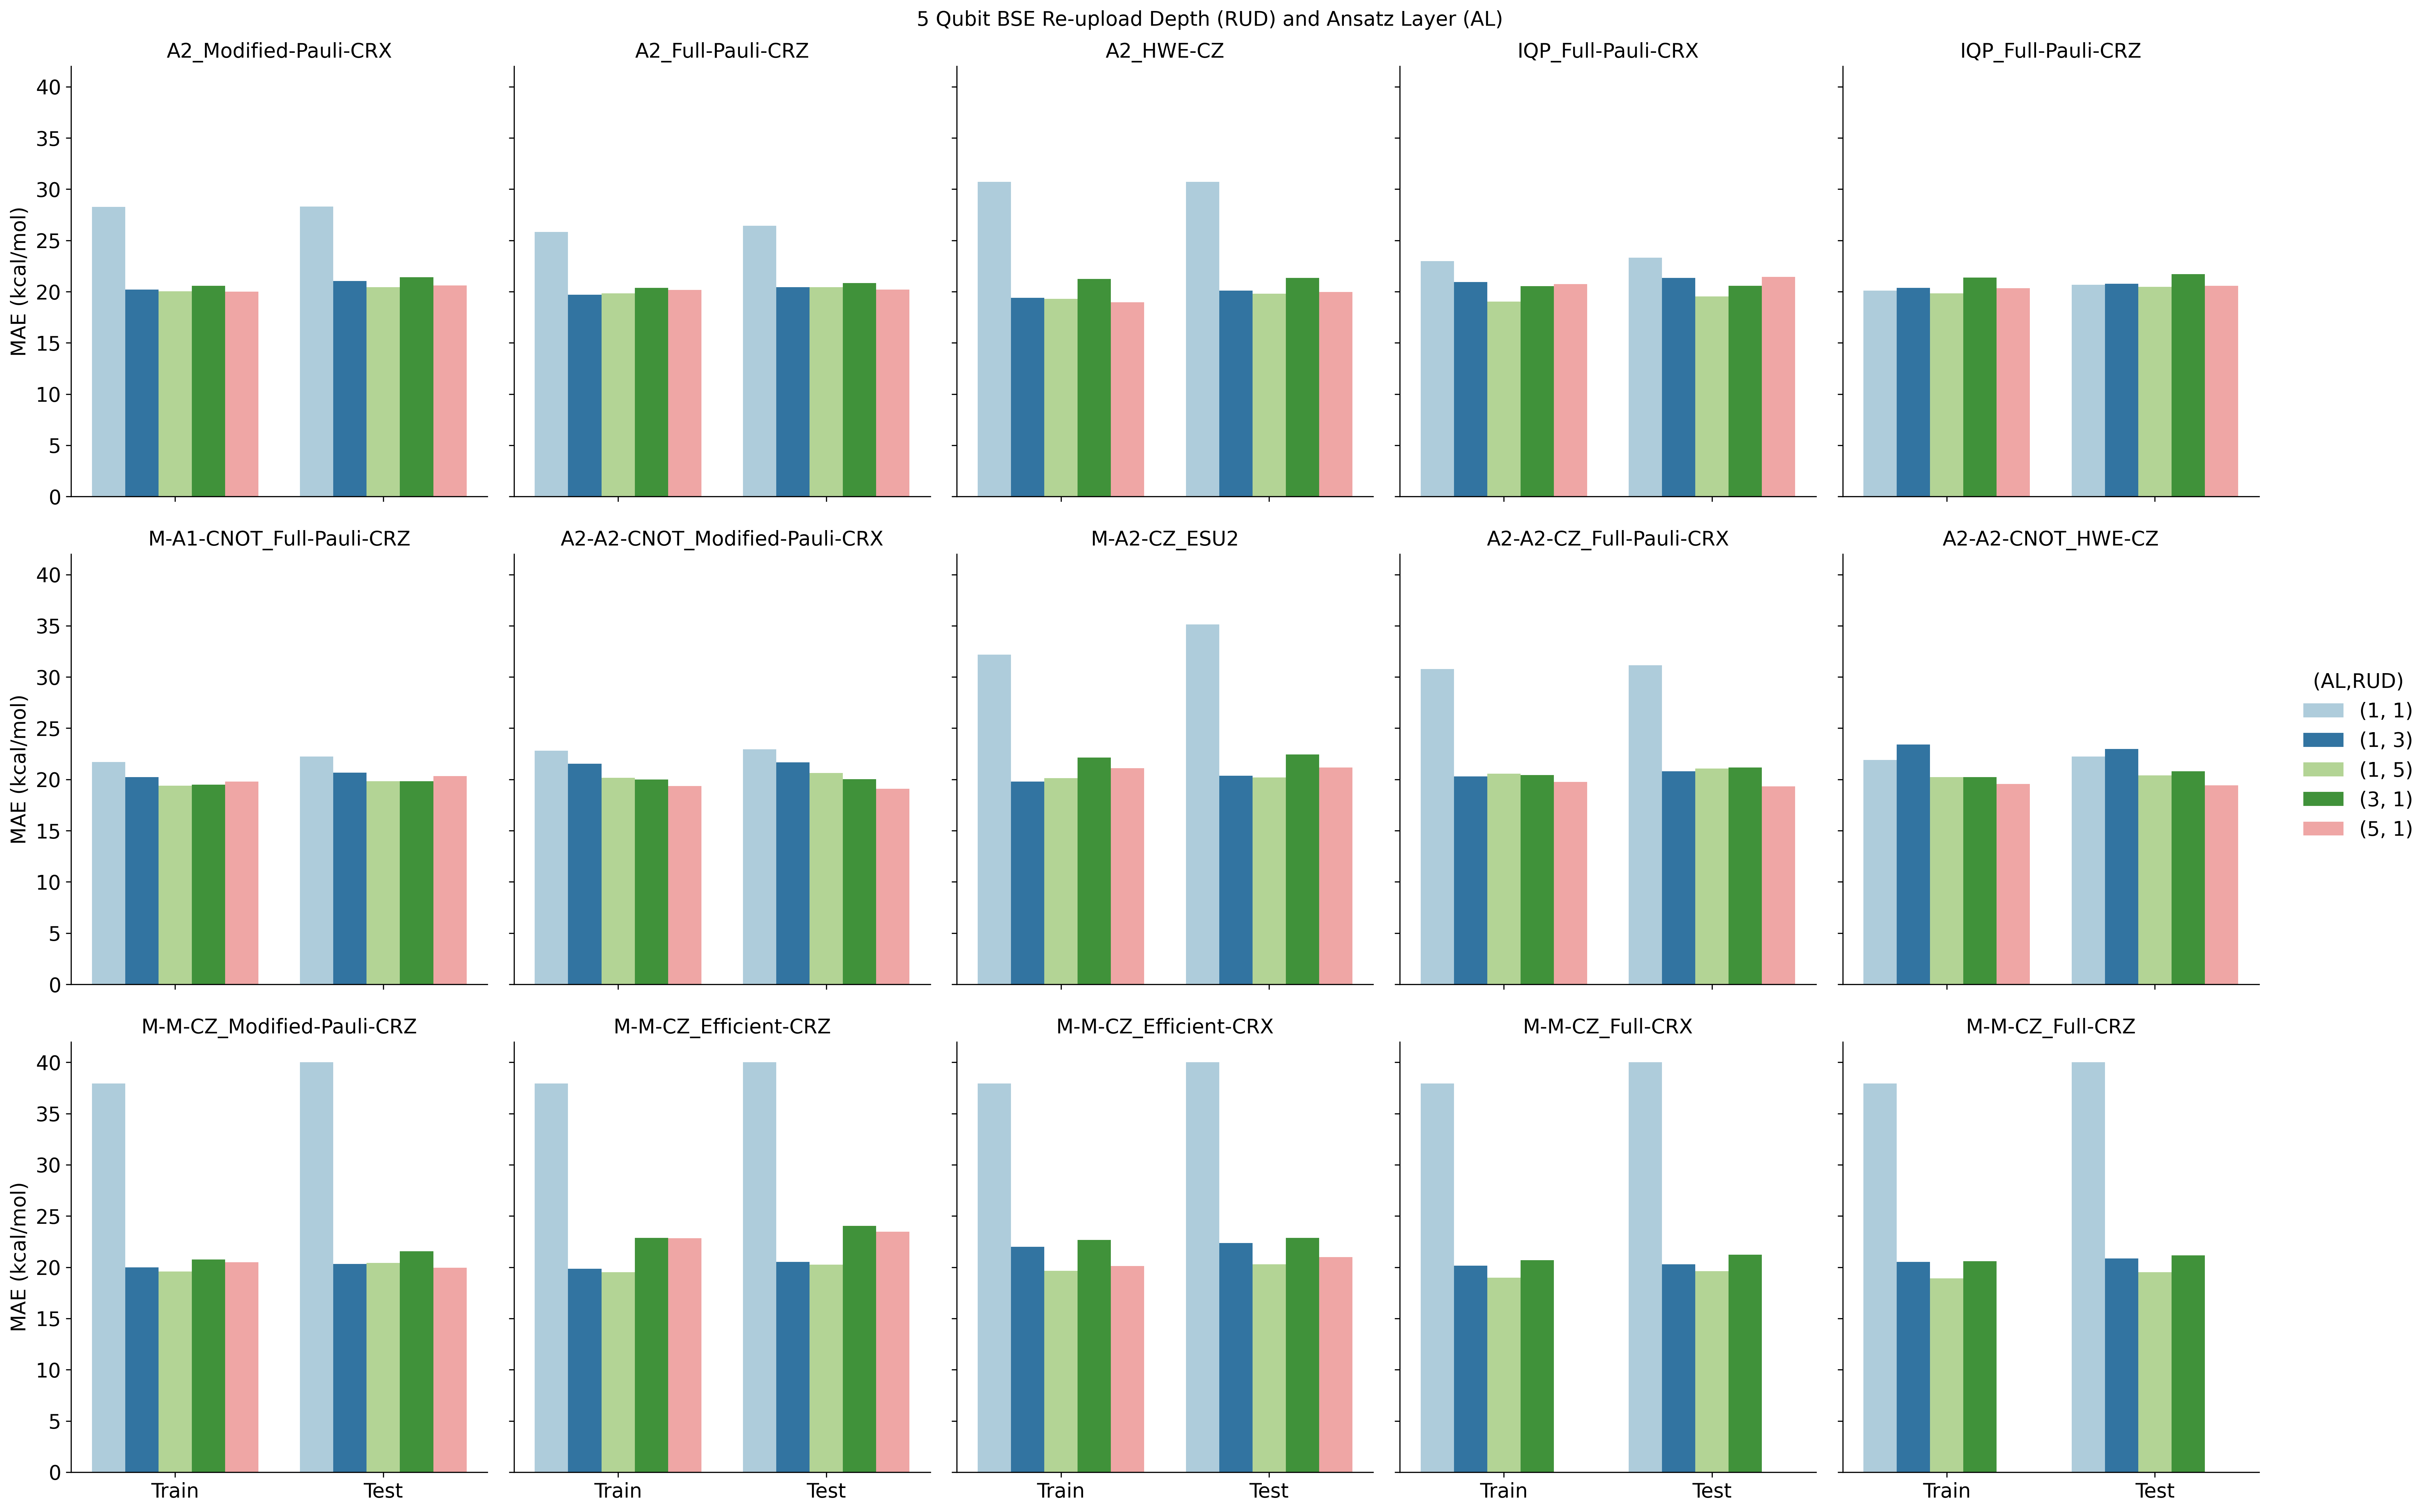 5 Qubit BSE Re-upload Depth (RUD) and Ansatz Layer (AL)
A2_Modified-Pauli-CRX
A2_Full-Pauli-CRZ
A2_HWE-CZ
IQP_Full-Pauli-CRX
IQP_Full-Pauli-CRZ
MAE (kcal/mol)
40
35
30
25
20
15
10
5
0
M-A1-CNOT_Full-Pauli-CRZ
A2-A2-CNOT_Modified-Pauli-CRX
M-A2-CZ_ESU2
A2-A2-CZ_Full-Pauli-CRX
A2-A2-CNOT_HWE-CZ
MAE (kcal/mol)
40
35
30
25
20
15
10
5
0
(AL,RUD)
(1, 1)
(1, 3)
(1, 5)
(3, 1)
(5, 1)
M-M-CZ_Modified-Pauli-CRZ
M-M-CZ_Efficient-CRZ
M-M-CZ_Efficient-CRX
M-M-CZ_Full-CRX
M-M-CZ_Full-CRZ
MAE (kcal/mol)
40
35
30
25
20
15
10
5
0
Train Test
Train Test
Train Test
Train Test
Train Test